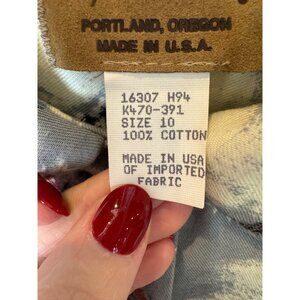 PORTLAND, OREGON
MADE IN U.S.A.
16307 H94
K470-391
SIZE 10
100% COTTON
MADE IN USA
OF IMPORTED
FABRIC